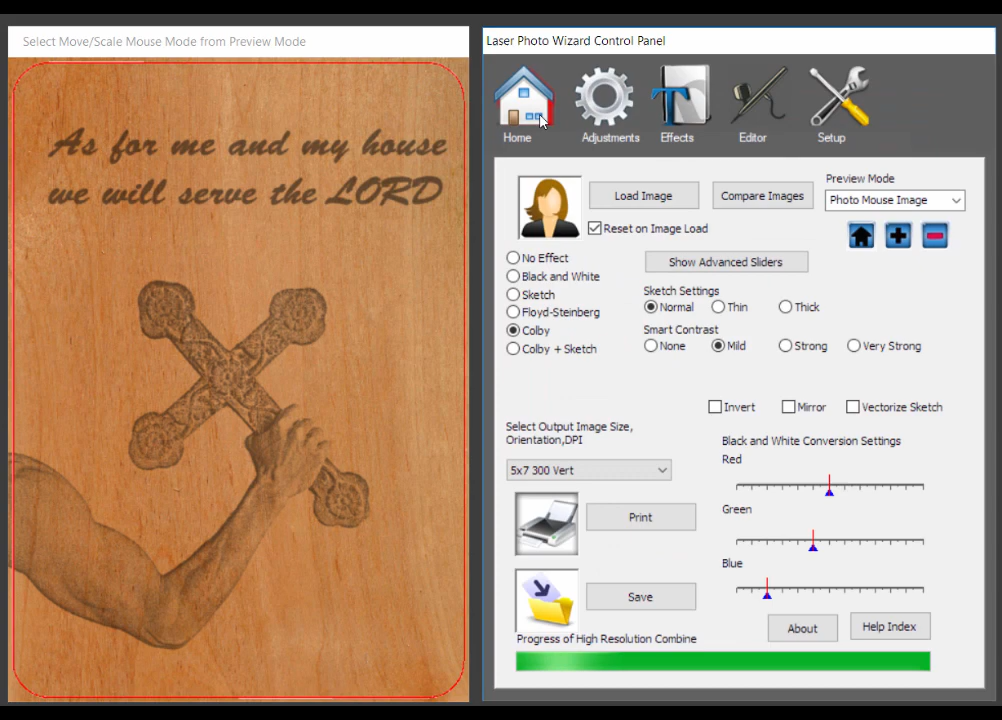 Select Move/Scale Mouse Mode from Preview Mode
As for me and my house
we will serve the LORD
Laser Photo Wizard Control Panel
Home
Adjustments
Effects
Editor
Setup
Load Image
Compare Images
Preview Mode
Photo Mouse Image
Reset on Image Load
No Effect
Black and White
Sketch
Floyd-Steinberg
Colby
Colby + Sketch
Show Advanced Sliders
Sketch Settings
Normal
Thin
Thick
Smart Contrast
None
Mild
Strong
Very Strong
Invert
Mirror
Vectorize Sketch
Select Output Image Size,
Orientation,DPI
5x7 300 Vert
Print
Save
Black and White Conversion Settings
Red
Green
Blue
About
Help Index
Progress of High Resolution Combine